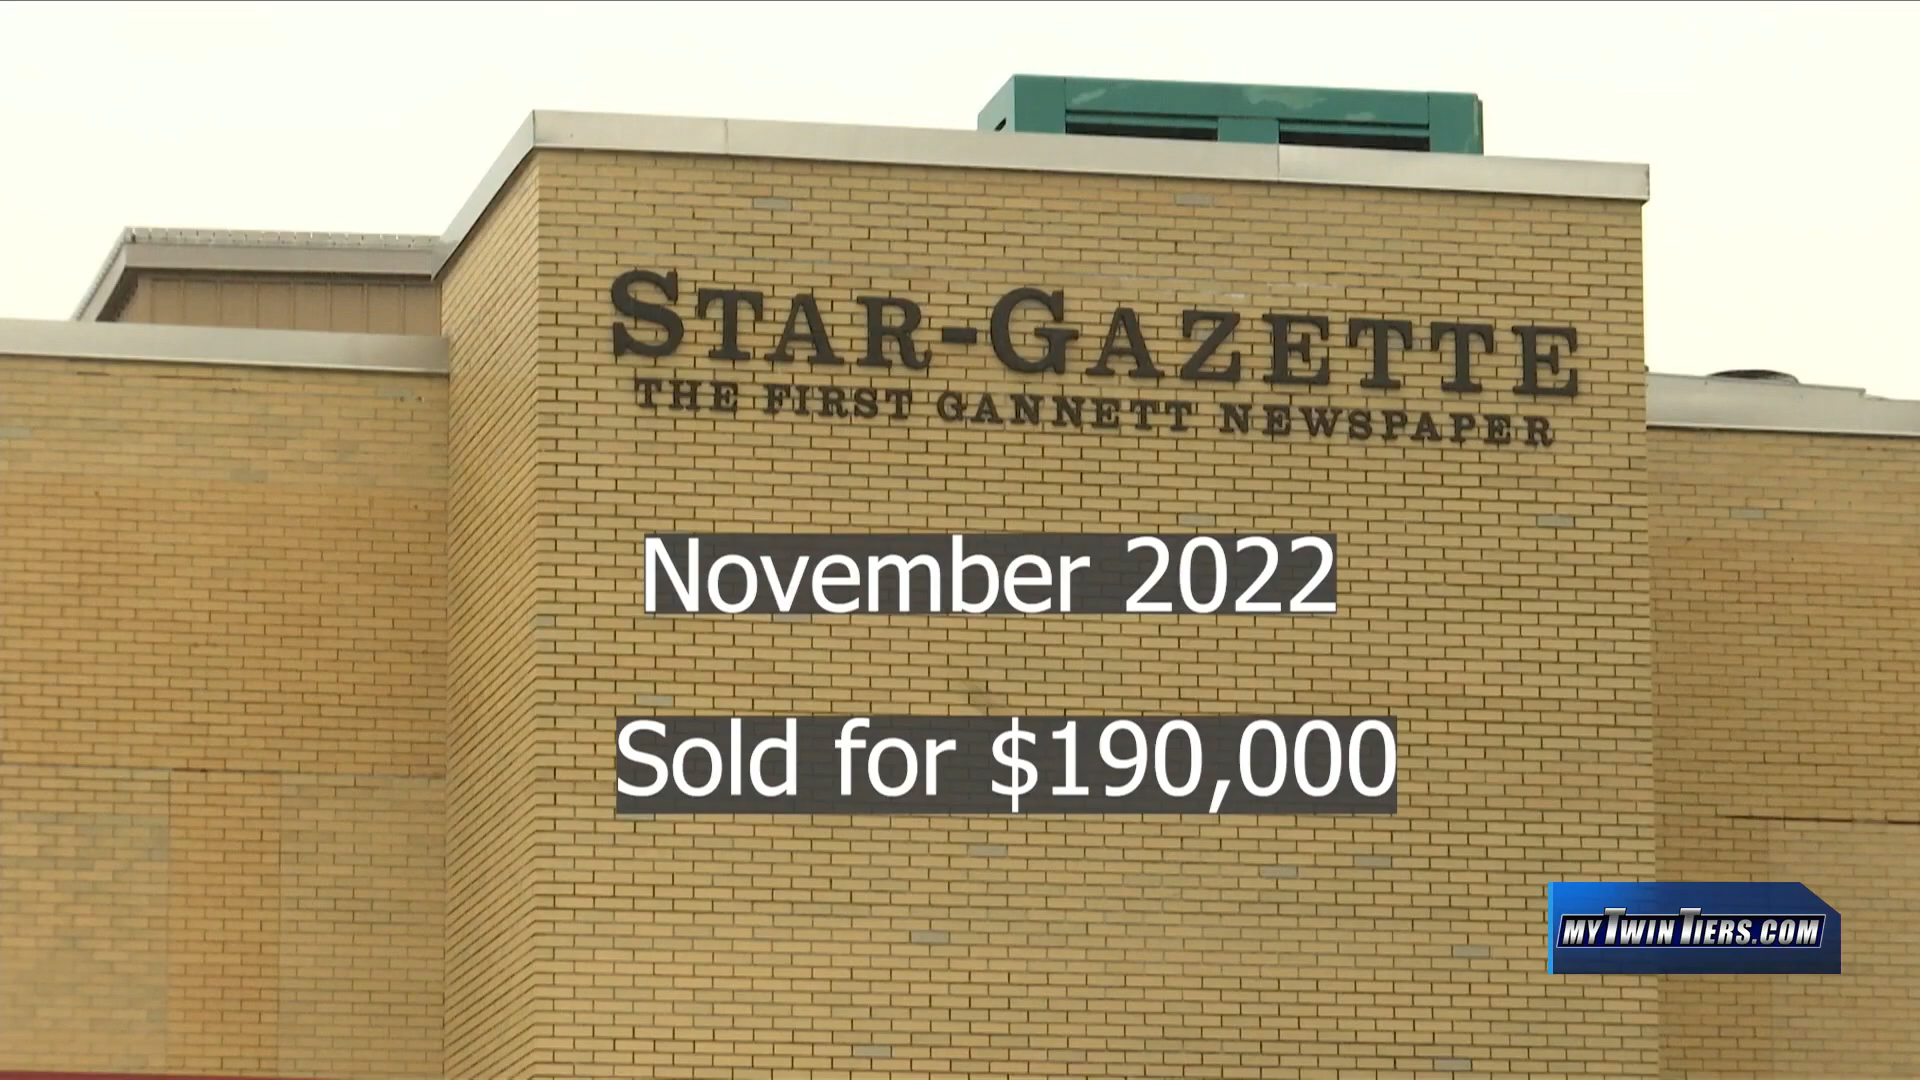 STAR-GAZETTE
THE FIRST GANNETT NEWSPAPER
November 2022
Sold for $190,000
MYTWINTIERS.COM